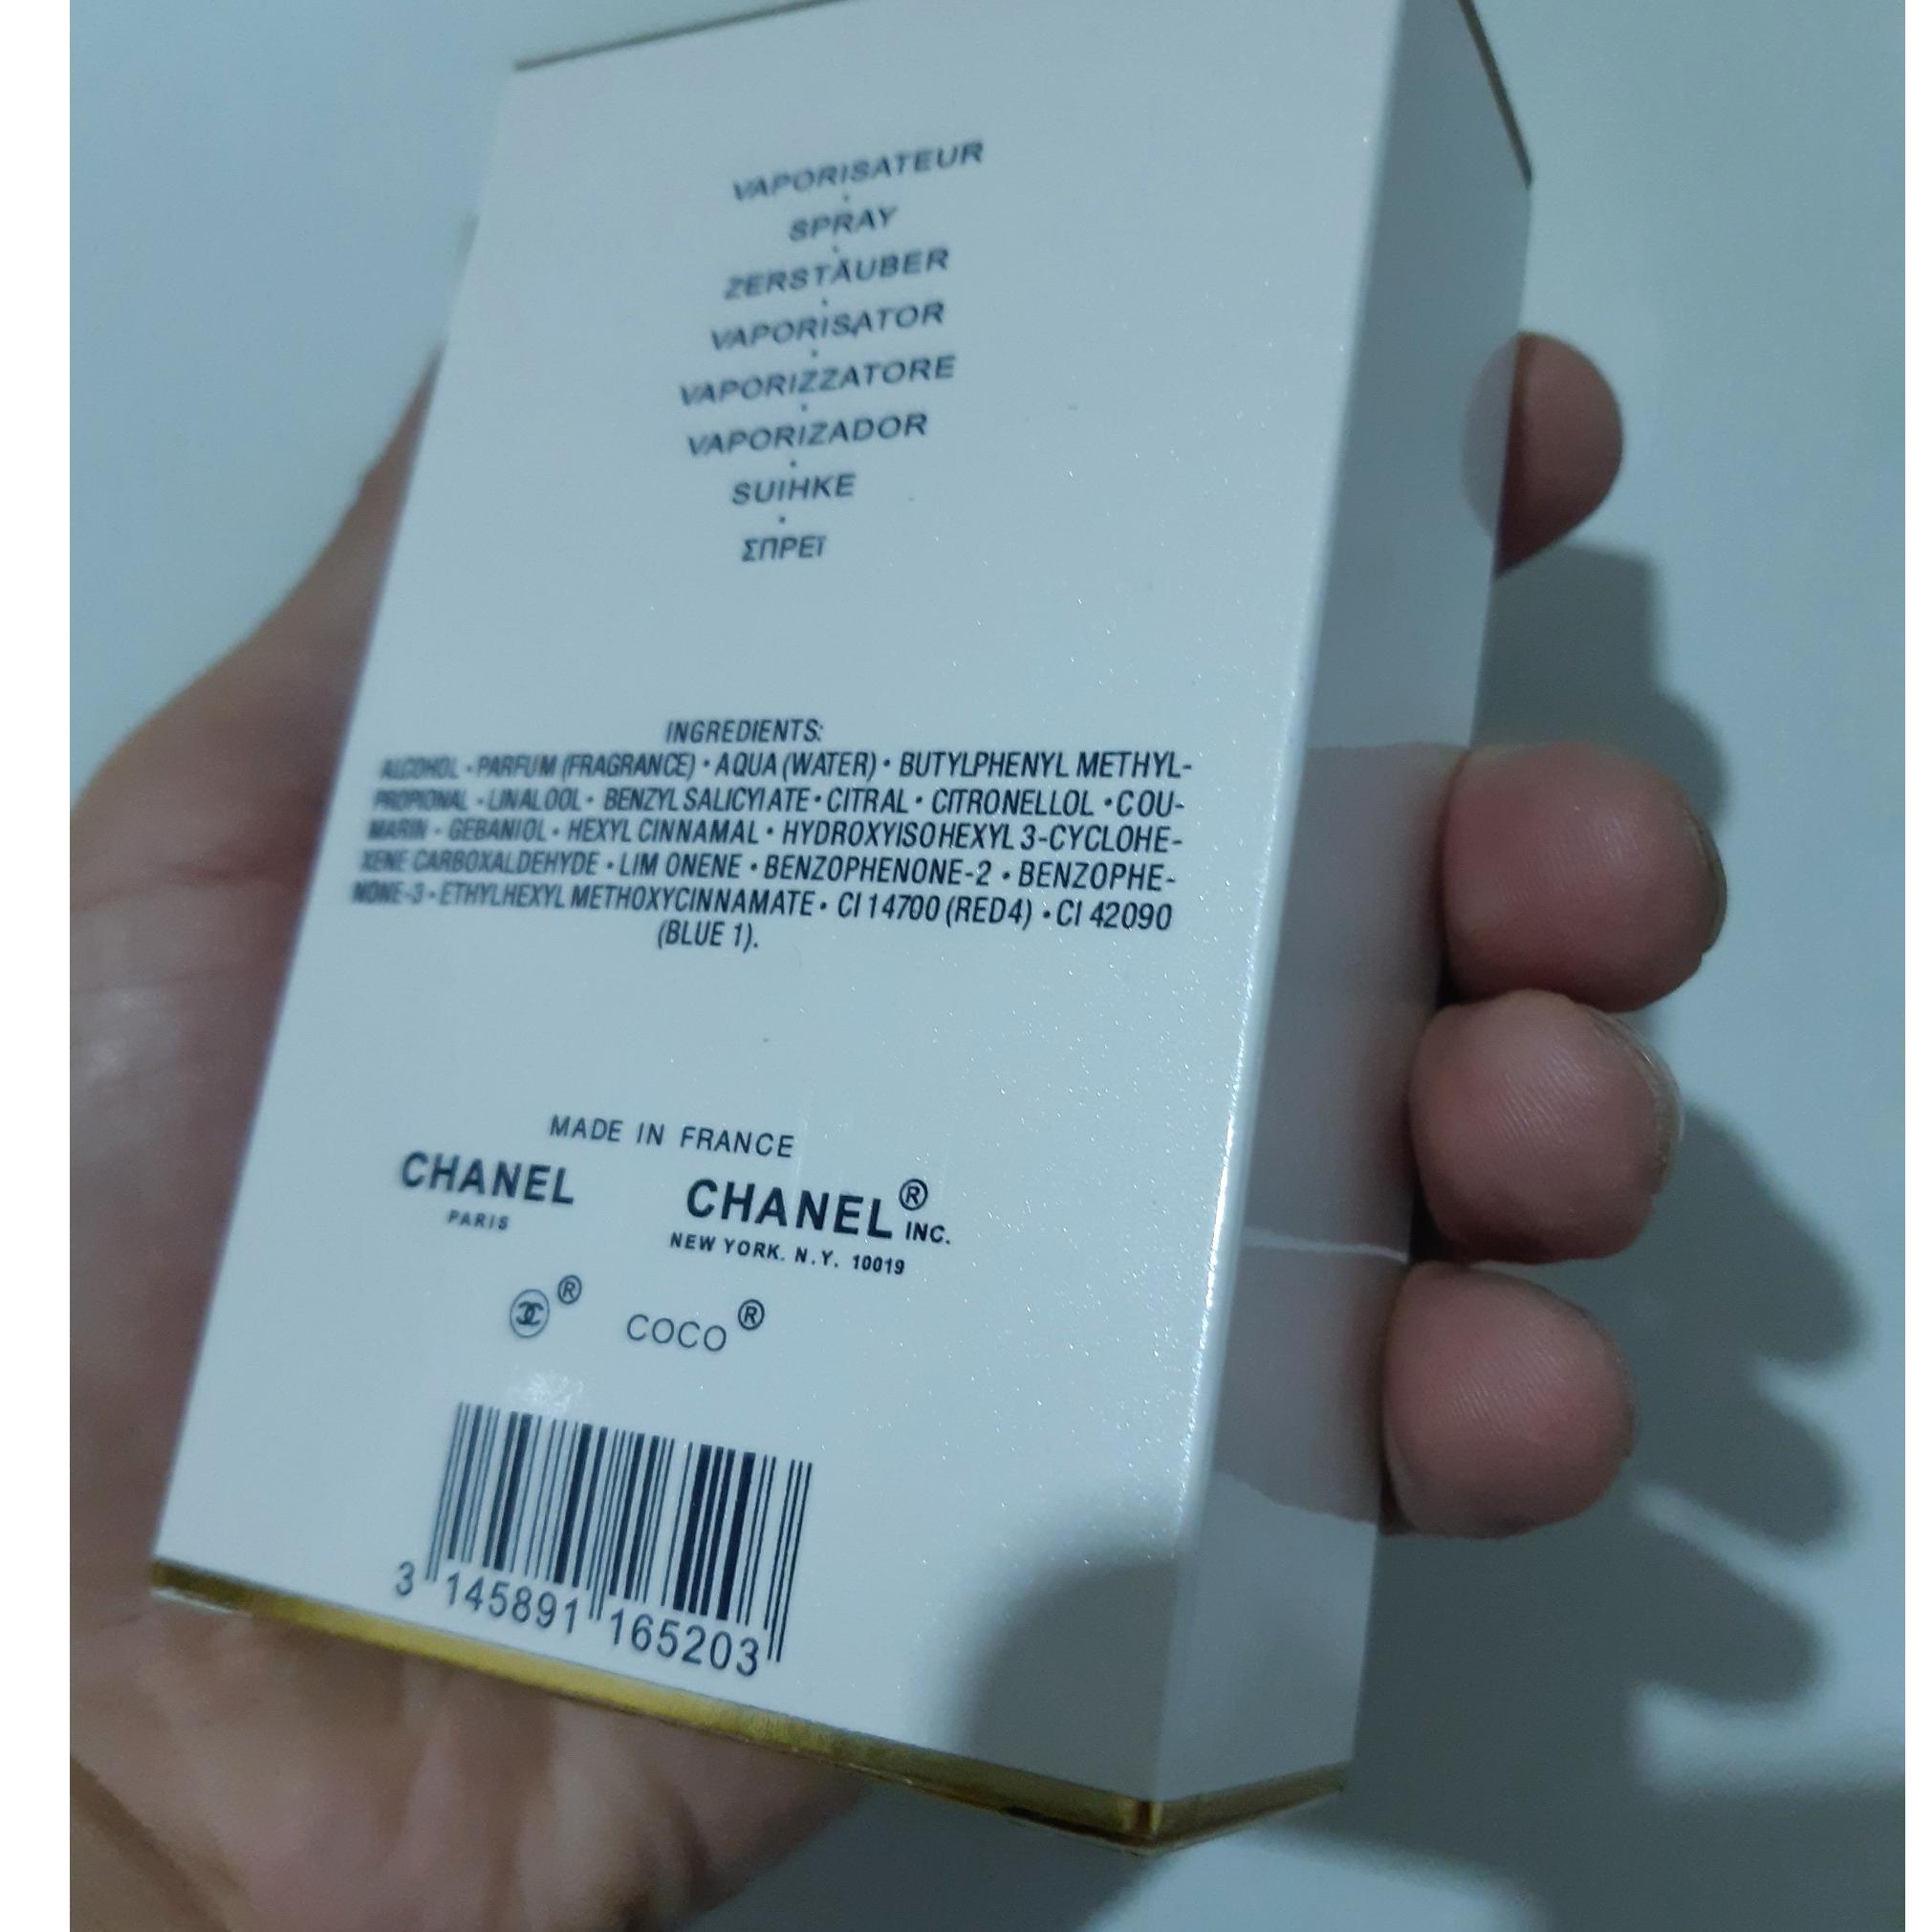 VAPORISATEUR
·
SPRAY
·
ZERSTÄUBER
·
VAPORISATOR
·
VAPORIZZATORE
·
VAPORIZADOR
·
SUIHKE
·
ΣΠΡΕΪ
INGREDIENTS:
ALCOHOL · PARFUM (FRAGRANCE) · AQUA (WATER) · BUTYLPHENYL METHYL-
PROPIONAL · LINALOOL · BENZYL SALICYIATE · CITRAL · CITRONELLOL · COU-
MARIN · GEBANIOL · HEXYL CINNAMAL · HYDROXYISOHEXYL 3-CYCLOHE-
XENE CARBOXALDEHYDE · LIM ONENE · BENZOPHENONE-2 · BENZOPHE-
NONE-3 · ETHYLHEXYL METHOXYCINNAMATE · CI 14700 (RED4) · CI 42090
(BLUE 1).
MADE IN FRANCE
CHANEL CHANEL® INC.
PARIS NEW YORK. N.Y. 10019
® COCO®
3 145891 165203